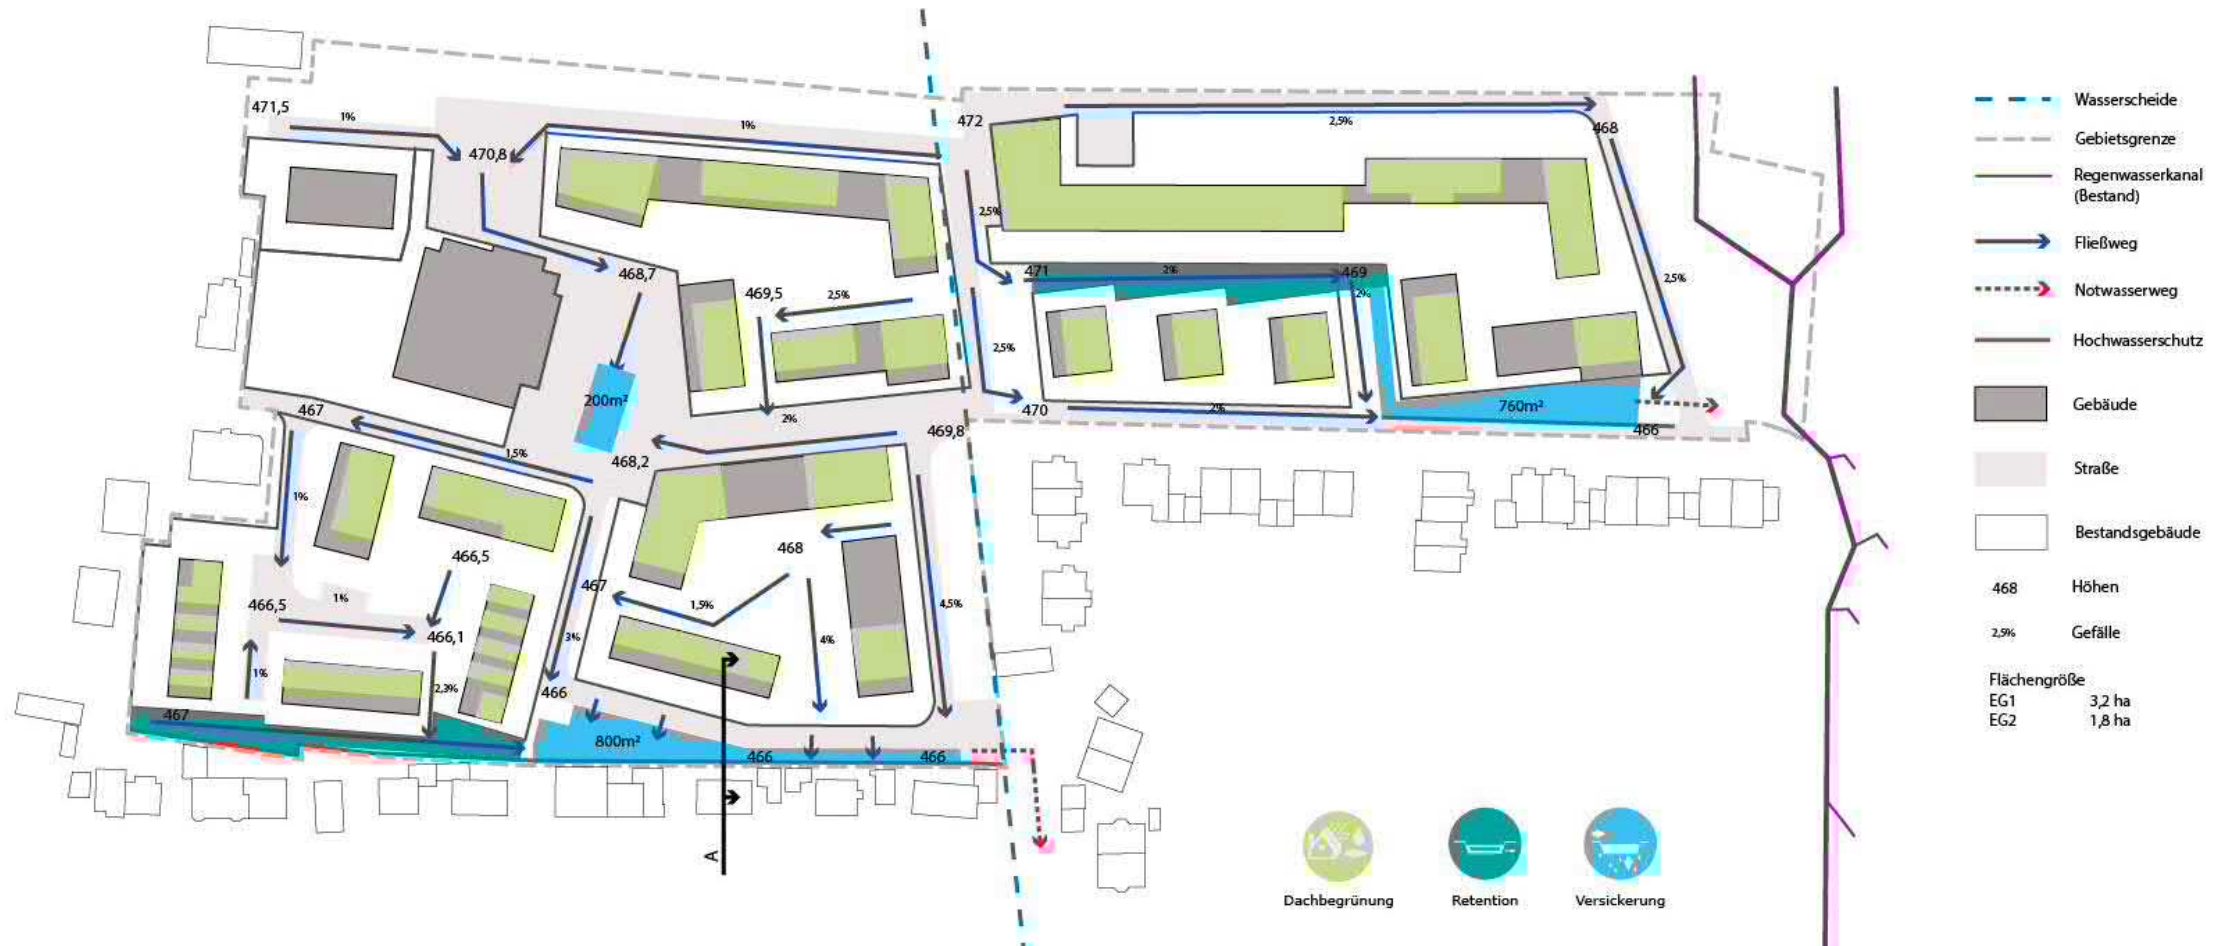 471,5
1%
470,8
1%
472
2,5%
468
2,5%
471
2%
469
2%
2,5%
468,7
469,5
2,5%
2,5%
200m²
467
1,5%
2%
468,2
469,8
470
2%
760m²
466
1%
466,5
468
467
1,5%
4,5%
466,5
1%
466,1
3%
4%
1%
2,3%
466
467
800m²
466
466
A
Wasserscheide
Gebietsgrenze
Regenwasserkanal
(Bestand)
Fließweg
Notwasserweg
Hochwasserschutz
Gebäude
Straße
Bestandsgebäude
468 Höhen
2,5% Gefälle
Flächengröße
EG1 3,2 ha
EG2 1,8 ha
Dachbegrünung
Retention
Versickerung